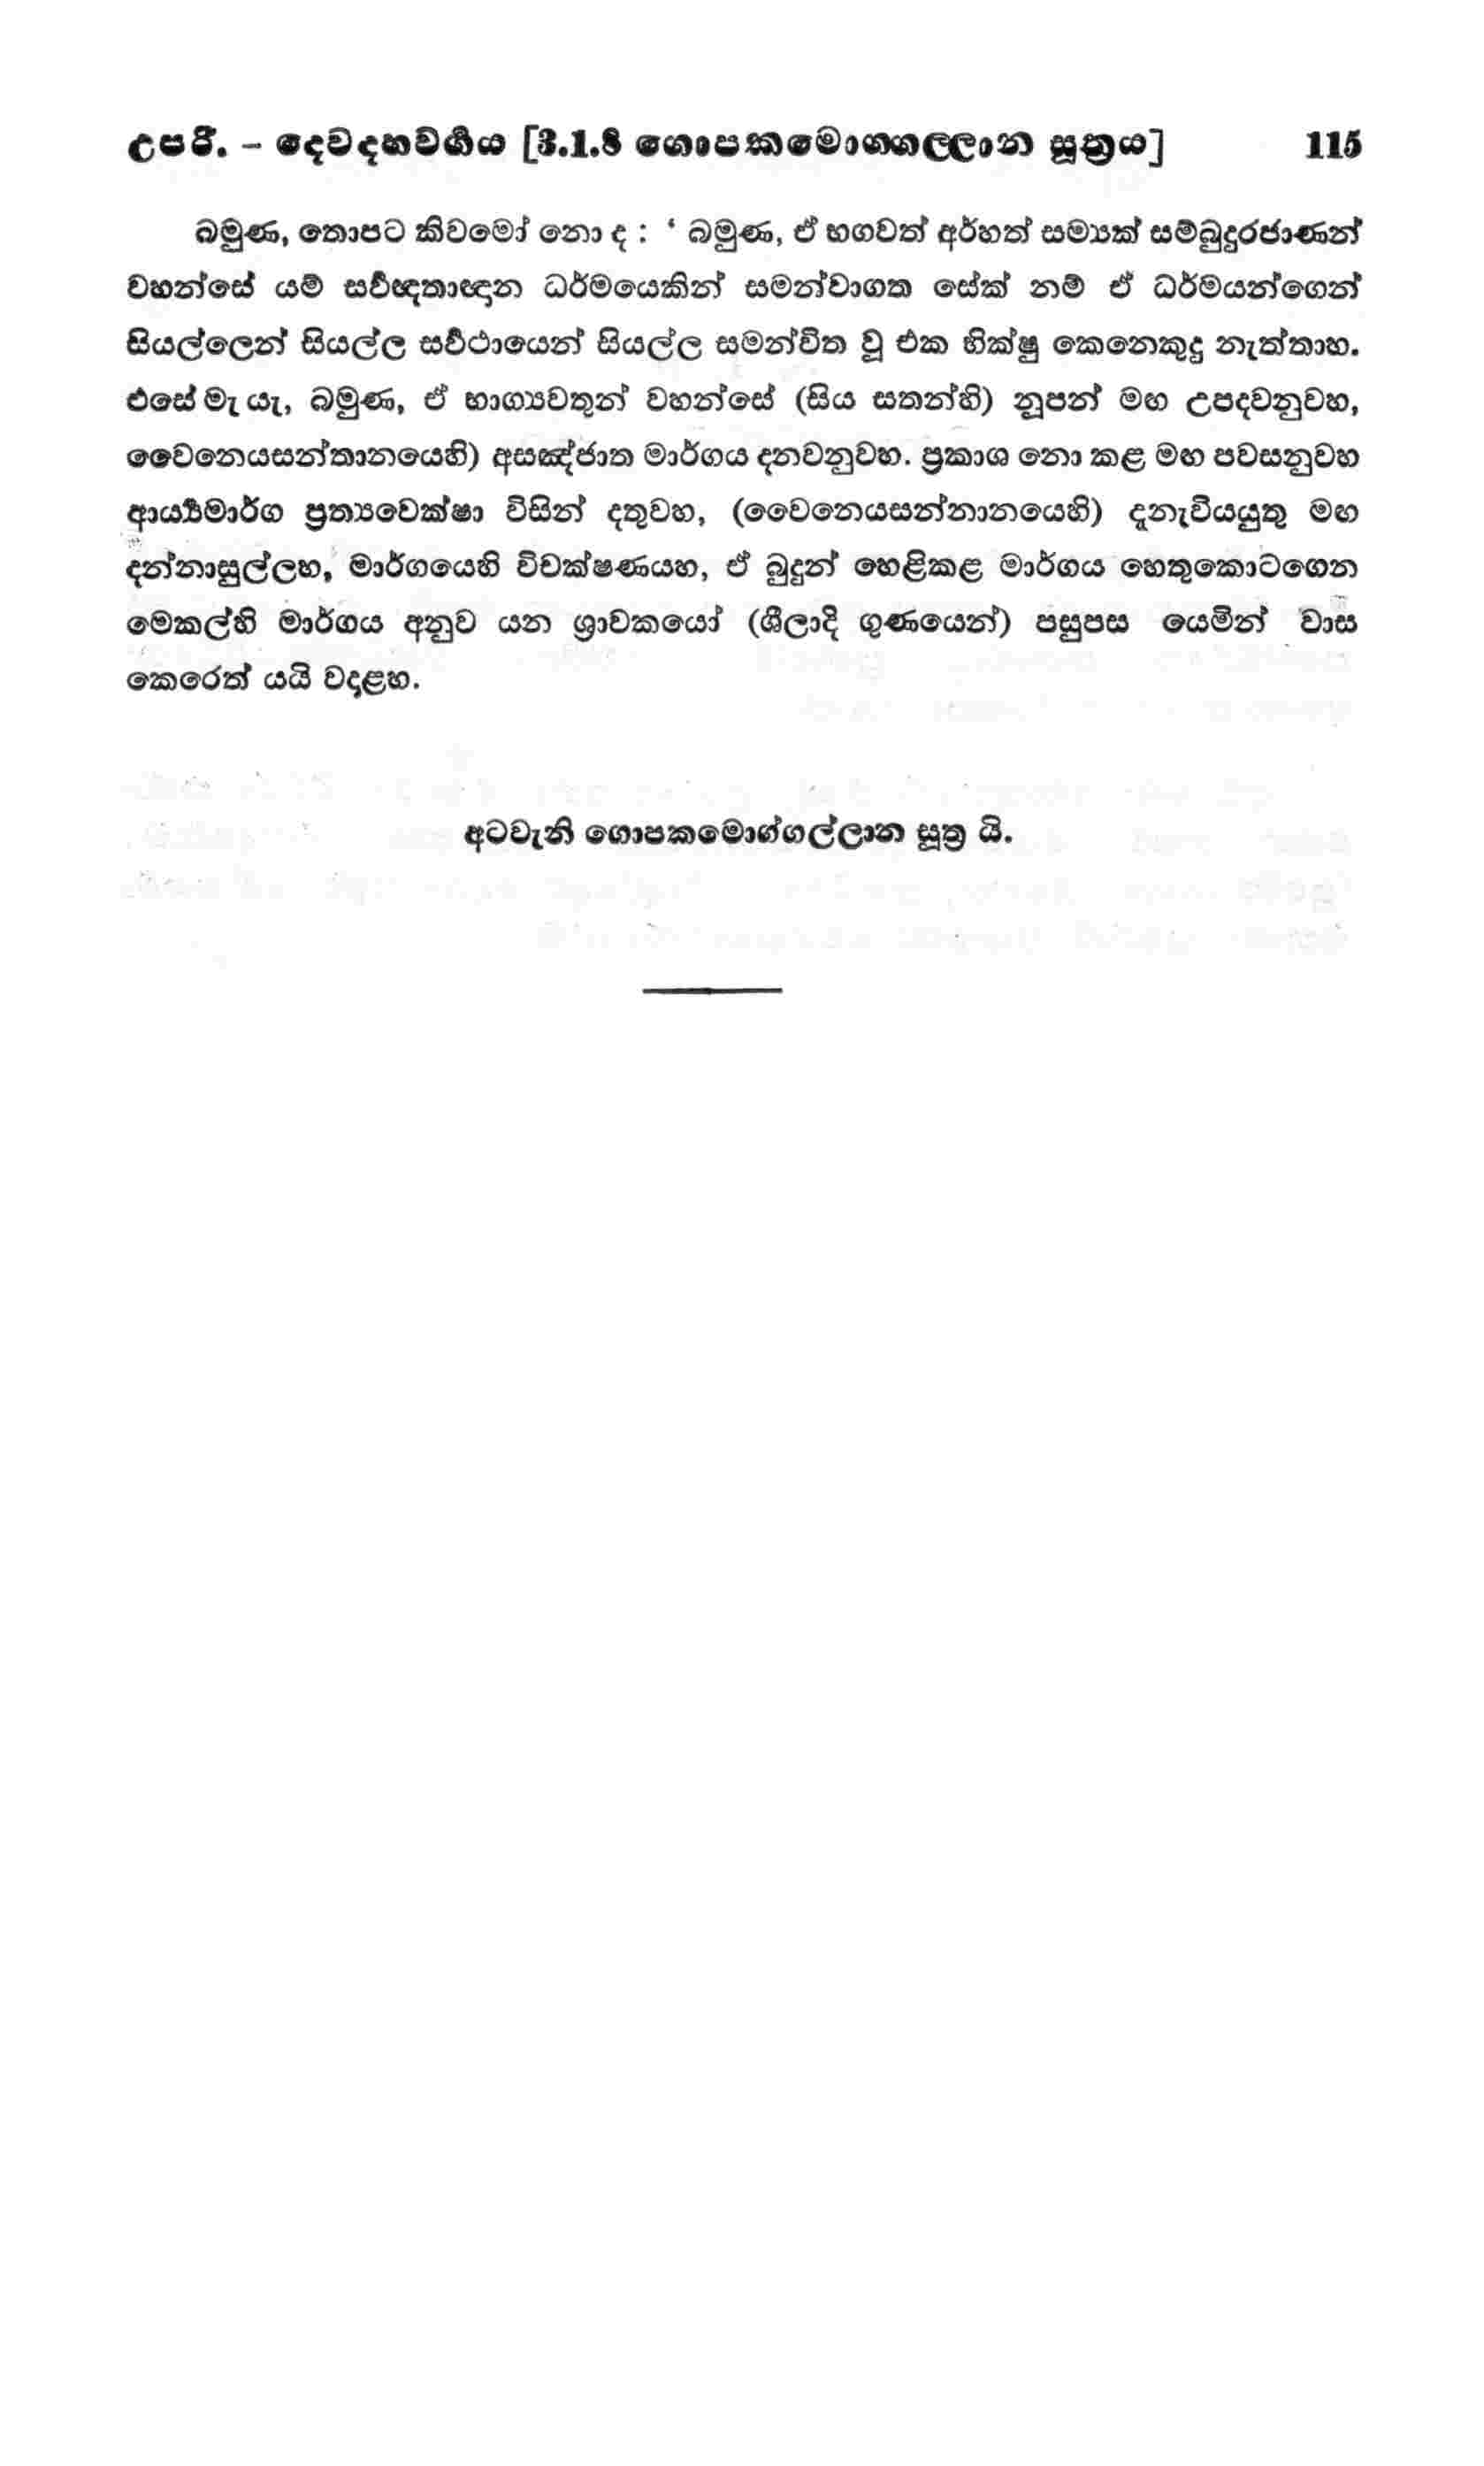 උපරි. – දෙවදහවර්‍ගය [3.1.8 ගොපකමොග්ගල්ලාන සූත්‍රය] 115
බමුණ, තොපට කිවමෝ නො ද : ‘ බමුණ, ඒ භගවත් අර්හත් සම්‍යක් සම්බුදුරජාණන්
වහන්සේ යම් සර්‍වඥතාඥාන ධර්මයෙකින් සමන්වාගත සේක් නම් ඒ ධර්මයන්ගෙන්
සියල්ලෙන් සියල්ල සර්‍වථායෙන් සියල්ල සමන්විත වූ එක භික්ෂු කෙනෙකුදු නැත්තාහ.
එසේ මැ යැ, බමුණ, ඒ භාග්‍යවතුන් වහන්සේ (සිය සතන්හි) නූපන් මඟ උපදවනුවහ,
වෛනෙයසන්තානයෙහි) අසඤ්ජාත මාර්ගය දනවනුවහ. ප්‍රකාශ නො කළ මඟ පවසනුවහ
ආර්‍ය්‍යමාර්ග ප්‍රත්‍යවෙක්ෂා විසින් දතුවහ, (වෛනෙයසන්නානයෙහි) දැනැවියයුතු මඟ
දන්නාසුල්ලහ, මාර්ගයෙහි විචක්ෂණයහ, ඒ බුදුන් හෙළිකළ මාර්ගය හෙතුකොටගෙන
මෙකල්හි මාර්ගය අනුව යන ශ්‍රාවකයෝ (ශීලාදි ගුණයෙන්) පසුපස යෙමින් වාස
කෙරෙත් යයි වදාළහ.
අටවැනි ගොපකමොග්ගල්ලාන සූත්‍ර යි.